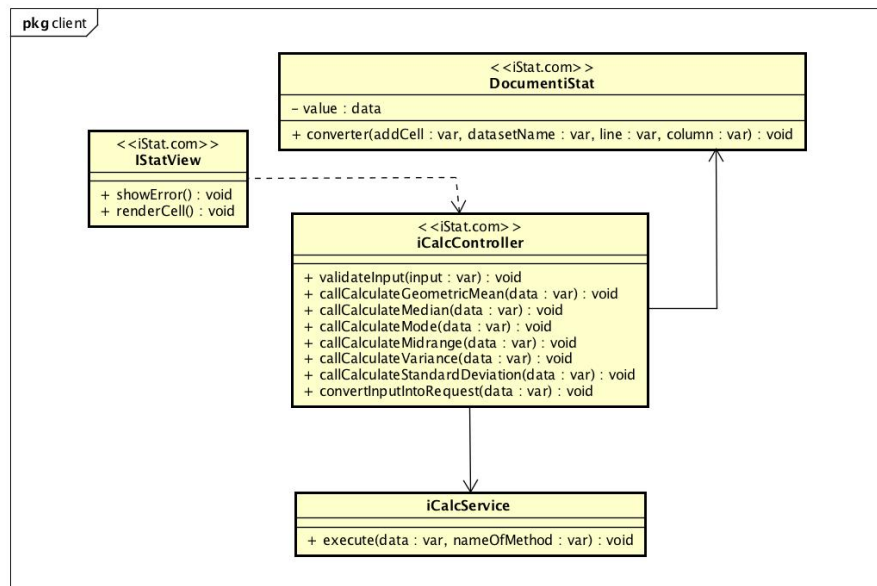 pkg client
< <iStat.com> >
DocumentiStat
– value : data
+ converter(addCell : var, datasetName : var, line : var, column : var) : void
< <iStat.com> >
IStatView
+ showError() : void
+ renderCell() : void
< <iStat.com> >
iCalcController
+ validateInput(input : var) : void
+ callCalculateGeometricMean(data : var) : void
+ callCalculateMedian(data : var) : void
+ callCalculateMode(data : var) : void
+ callCalculateMidrange(data : var) : void
+ callCalculateVariance(data : var) : void
+ callCalculateStandardDeviation(data : var) : void
+ convertInputIntoRequest(data : var) : void
iCalcService
+ execute(data : var, nameOfMethod : var) : void